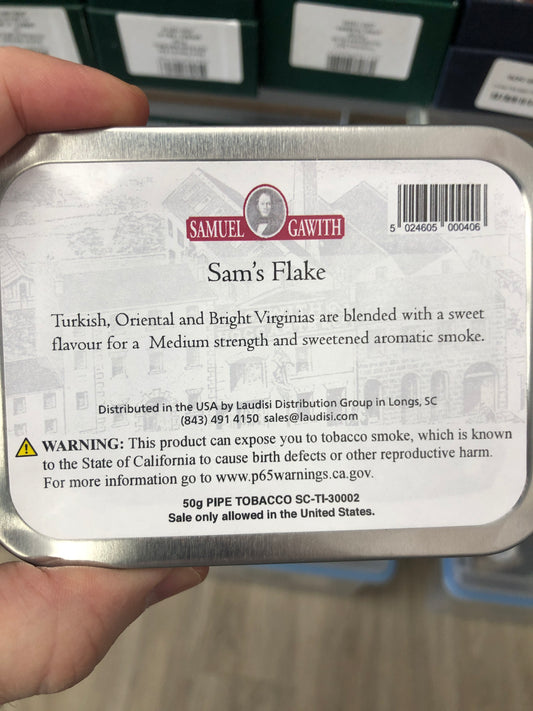 SAMUEL GAWITH
5 024605 000406
Sam's Flake
Turkish, Oriental and Bright Virginias are blended with a sweet
flavour for a Medium strength and sweetened aromatic smoke.
Distributed in the USA by Laudisi Distribution Group in Longs, SC
(843) 491 4150 sales@laudisi.com
WARNING: This product can expose you to tobacco smoke, which is known
to the State of California to cause birth defects or other reproductive harm.
For more information go to www.p65warnings.ca.gov.
50g PIPE TOBACCO SC-TI-30002
Sale only allowed in the United States.